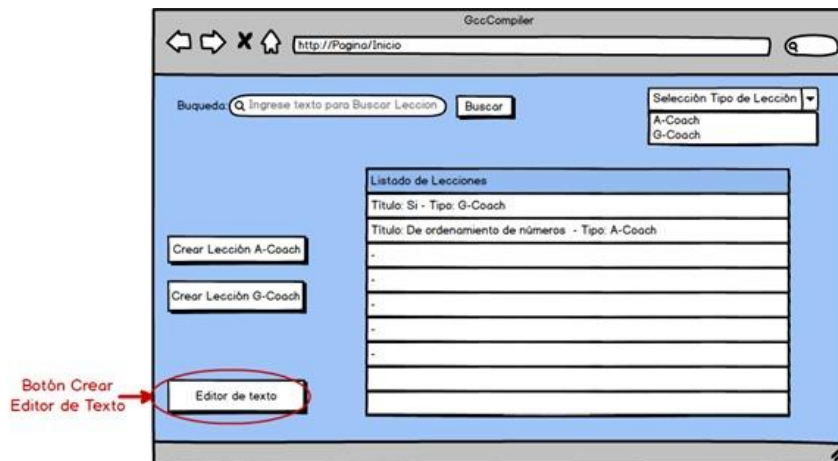 GccCompiler
http://Pagina/Inicio
Buqueda:
Ingrese texto para Buscar Leccion
Buscar
Selección Tipo de Lección
A-Coach
G-Coach
Listado de Lecciones
Título: Si - Tipo: G-Coach
Título: De ordenamiento de números - Tipo: A-Coach
-
-
-
-
-
Crear Lección A-Coach
Crear Lección G-Coach
Botón Crear
Editor de Texto
Editor de texto